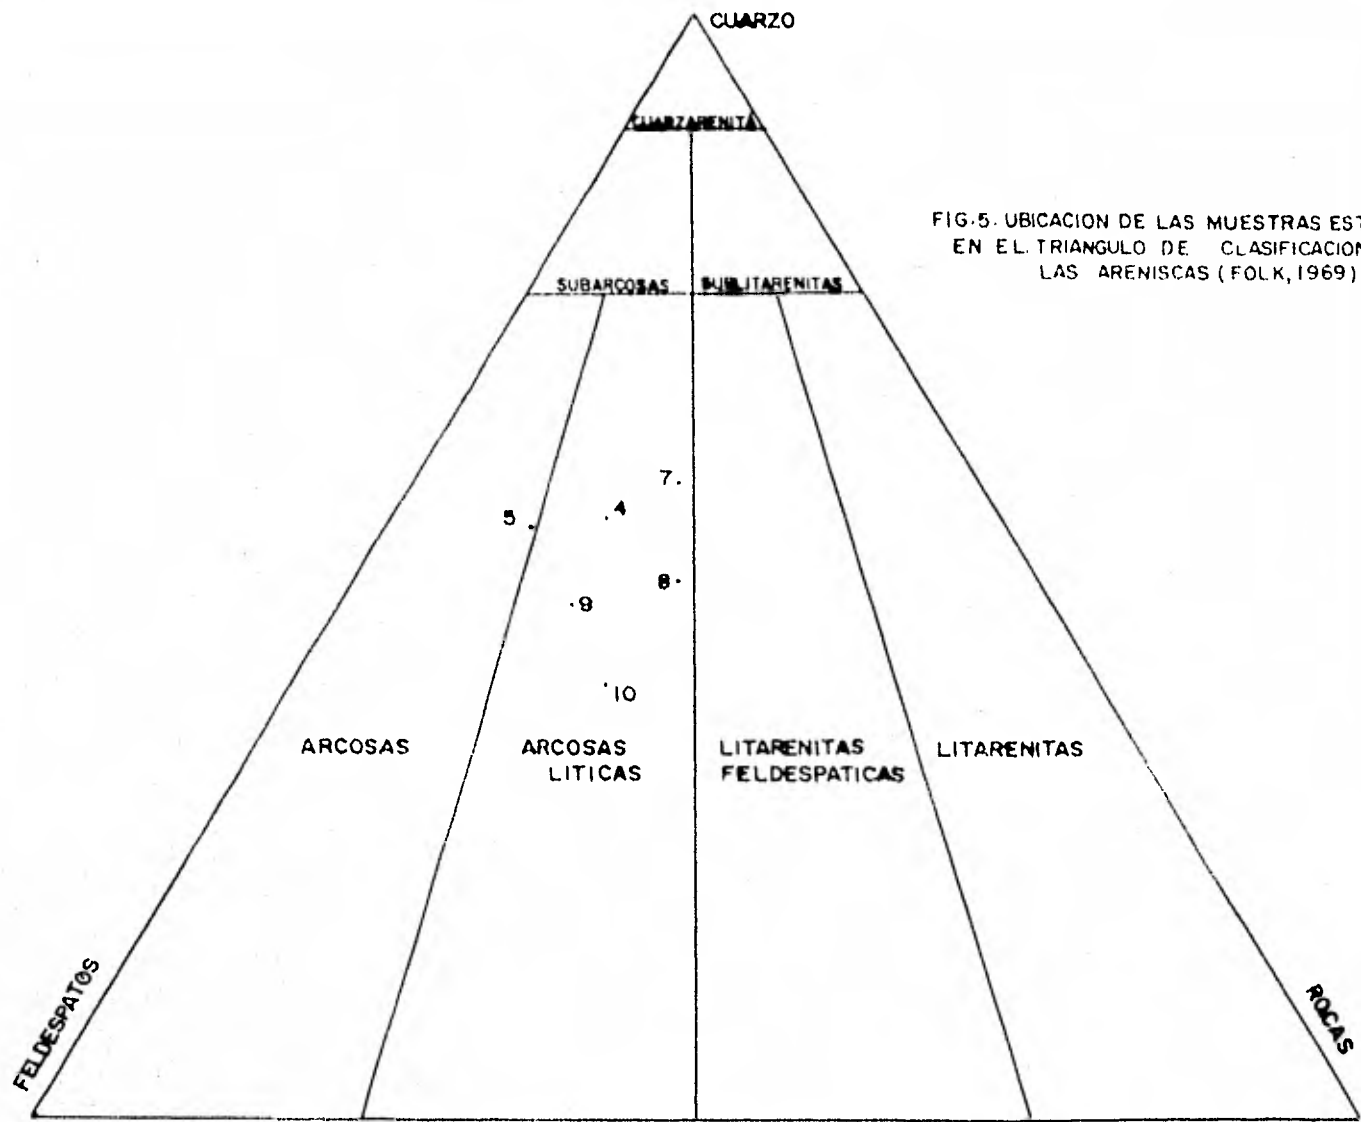 CUARZO
CUARZARENITA
FIG.5. UBICACION DE LAS MUESTRAS
EN EL TRIANGULO DE CLASIFICACION
LAS ARENISCAS (FOLK, 1969)
SUBARCOSAS
SUBLITARENITAS
7
4
5
8
9
10
ARCOSAS
ARCOSAS
LITICAS
LITARENITAS
FELDESPATICAS
LITARENITAS
FELDESPATOS
ROCAS